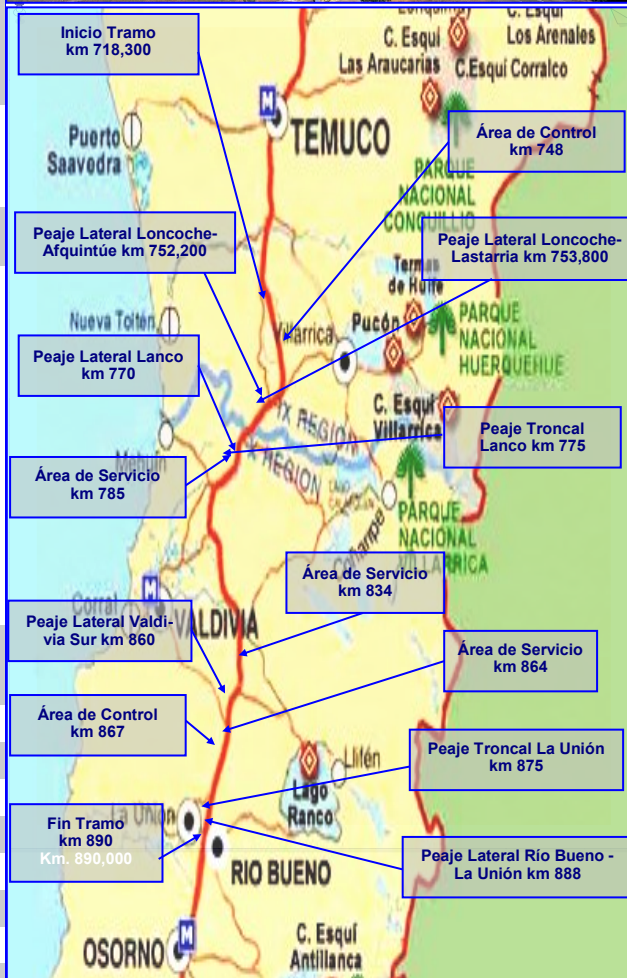 Lonquimay
C. Esquí
Los Arenales
C. Esquí
Las Araucarias
C.Esquí Corralco
Inicio Tramo
km 718,300
TEMUCO
Puerto
Saavedra
Área de Control
km 748
PARQUE
NACIONAL
CONGUILLIO
Peaje Lateral Loncoche-
Afquintúe km 752,200
Peaje Lateral Loncoche-
Lastarria km 753,800
Termas
de Huife
Nueva Toltén
Villarrica
Pucón
PARQUE
NACIONAL
HUERQUEHUE
Peaje Lateral Lanco
km 770
IX REGION
X REGION
C. Esquí
Villarrica
Peaje Troncal
Lanco km 775
Mehuín
Área de Servicio
km 785
Coñaripe
PARQUE
NACIONAL
VILLARRICA
Área de Servicio
km 834
Corral
VALDIVIA
Peaje Lateral Valdi-
via Sur km 860
Área de Servicio
km 864
Área de Control
km 867
Llifén
Lago
Ranco
Peaje Troncal La Unión
km 875
La Unión
Fin Tramo
km 890
Km. 890,000
RIO BUENO
Peaje Lateral Río Bueno -
La Unión km 888
OSORNO
C. Esquí
Antillanca